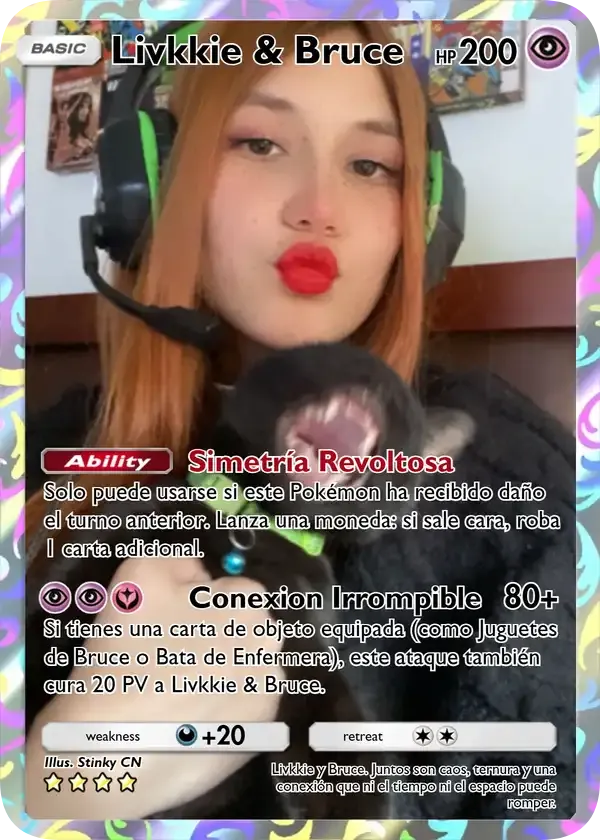 BASIC Livkkie & Bruce HP 200
Ability Simetría Revoltosa
Solo puede usarse si este Pokémon ha recibido daño
el turno anterior. Lanza una moneda: si sale cara, roba
1 carta adicional.
Conexion Irrompible 80+
Si tienes una carta de objeto equipada (como Juguetes
de Bruce o Bata de Enfermera), este ataque también
cura 20 PV a Livkkie & Bruce.
weakness +20 retreat
Illus. Stinky CN
Livkkie y Bruce. Juntos son caos, ternura y una
conexión que ni el tiempo ni el espacio puede
romper.